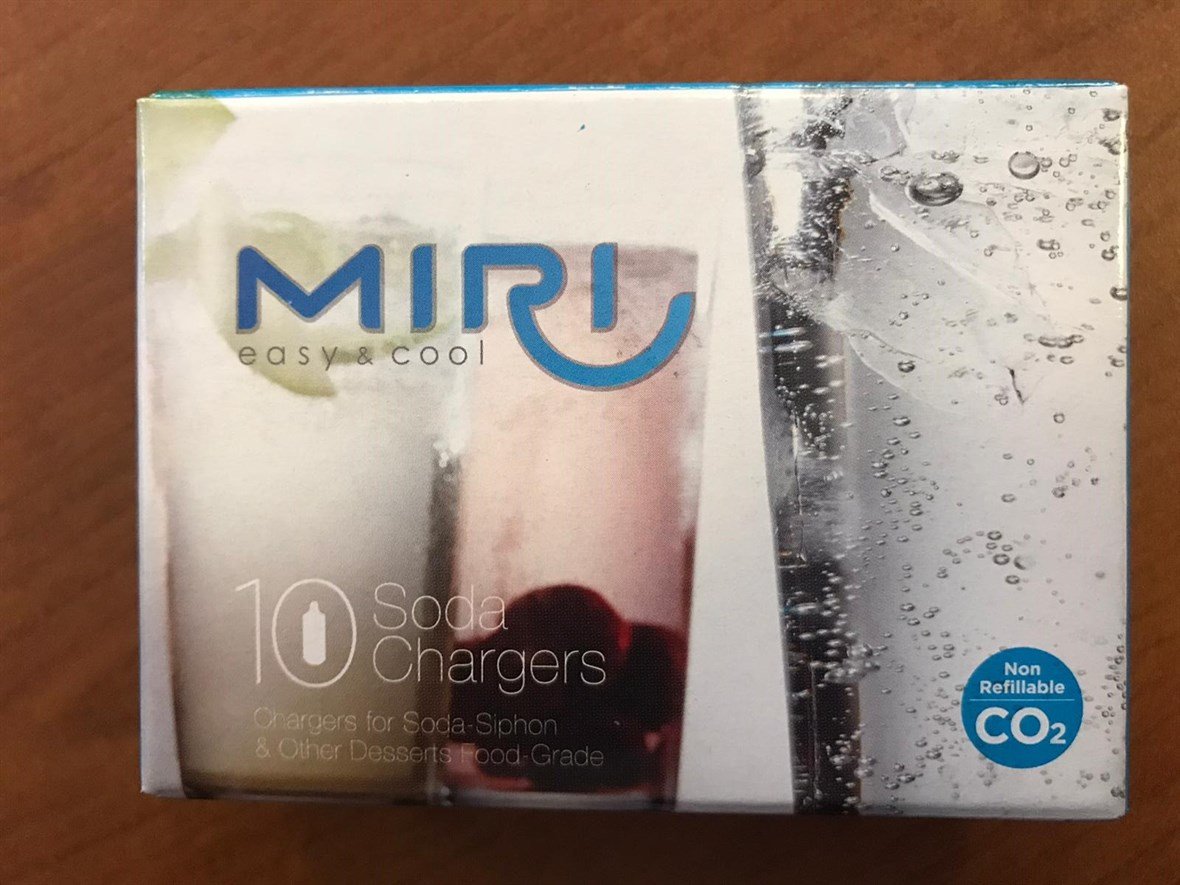 MIRI
easy & cool
10 Soda
Chargers
Chargers for Soda-Siphon
& Other Desserts Food-Grade
Non
Refillable
CO₂